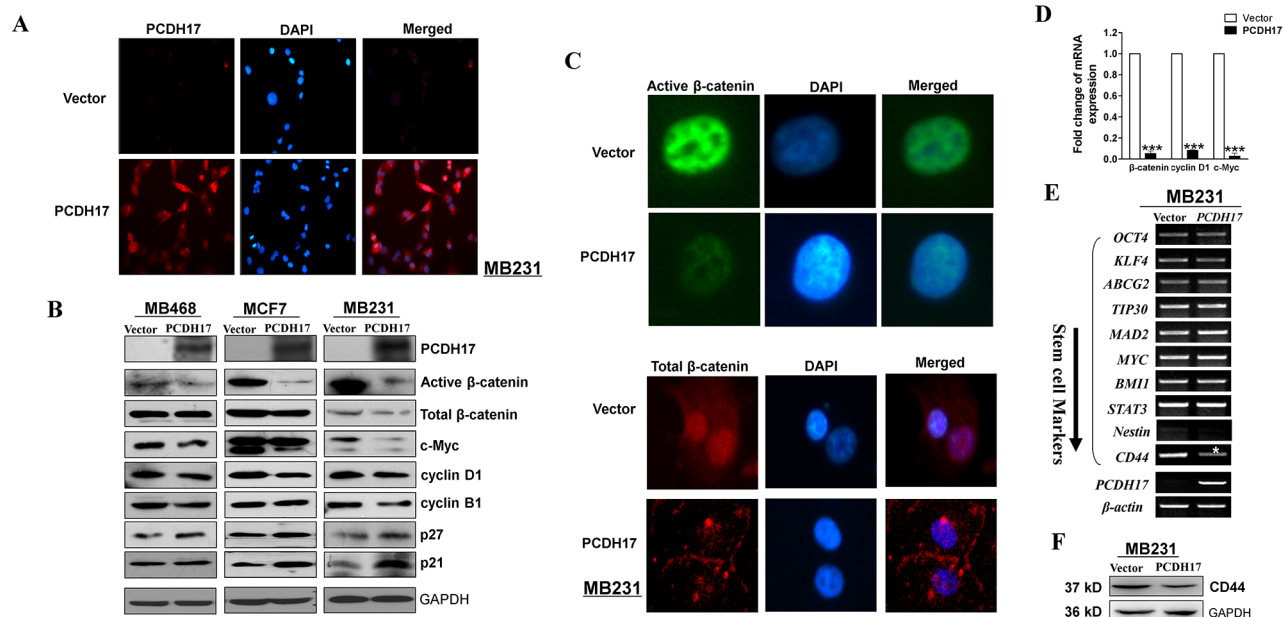 A
PCDH17 DAPI Merged
Vector
PCDH17
MB231
B
MB468 MCF7 MB231
Vector PCDH17 Vector PCDH17 Vector PCDH17
PCDH17
Active β-catenin
Total β-catenin
c-Myc
cyclin D1
cyclin B1
p27
p21
GAPDH
C
Active β-catenin DAPI Merged
Vector
PCDH17
Total β-catenin DAPI Merged
Vector
PCDH17
MB231
D
Vector
PCDH17
Fold change of mRNA
expression
1.2
1.0
0.8
0.6
0.4
0.2
0.0
*** *** ***
β-catenin cyclin D1 c-Myc
E
MB231
Vector PCDH17
Stem cell Markers
OCT4
KLF4
ABCG2
TIP30
MAD2
MYC
BMI1
STAT3
Nestin
CD44 *
PCDH17
β-actin
F
MB231
Vector PCDH17
37 kD CD44
36 kD GAPDH